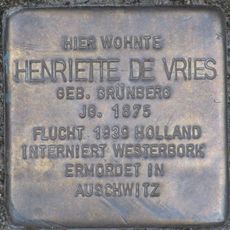 HIER WOHNTE
HENRIETTE DE VRIES
GEB. GRÜNBERG
JG. 1875
FLUCHT 1939 HOLLAND
INTERNIERT WESTERBORK
ERMORDET IN
AUSCHWITZ